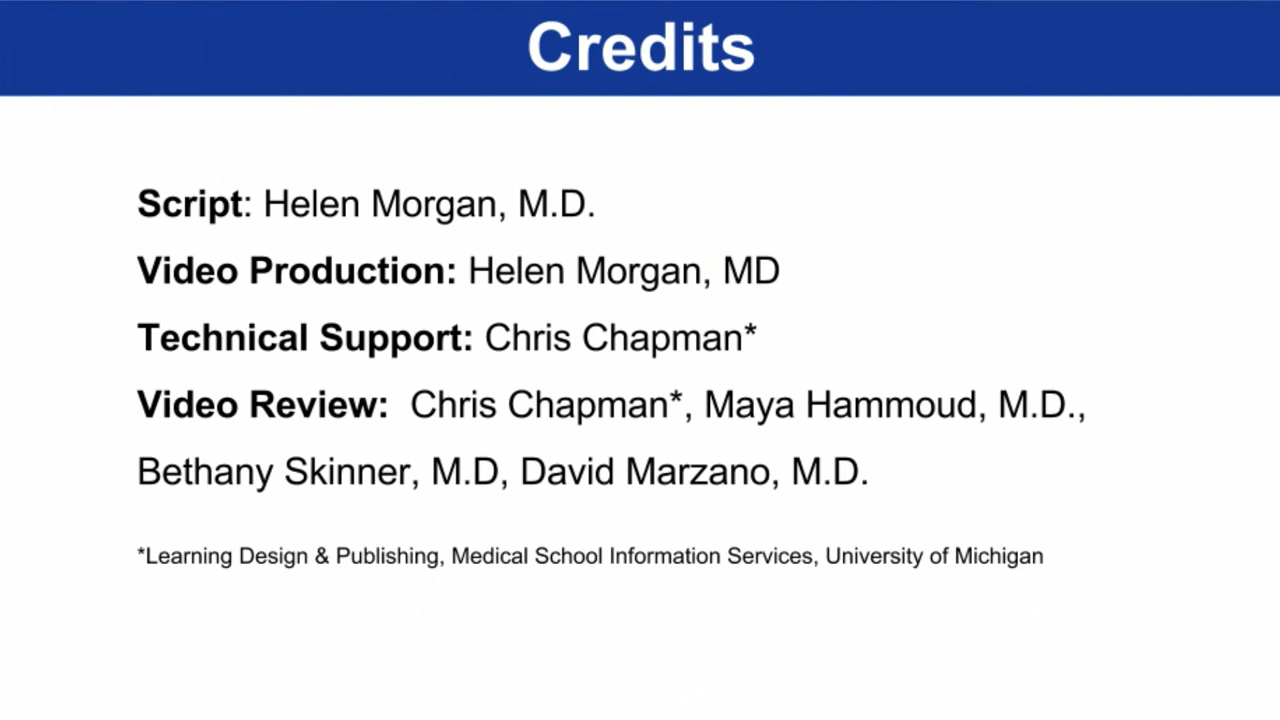 Credits
Script: Helen Morgan, M.D.
Video Production: Helen Morgan, MD
Technical Support: Chris Chapman*
Video Review:  Chris Chapman*, Maya Hammoud, M.D.,
Bethany Skinner, M.D, David Marzano, M.D.
*Learning Design & Publishing, Medical School Information Services, University of Michigan